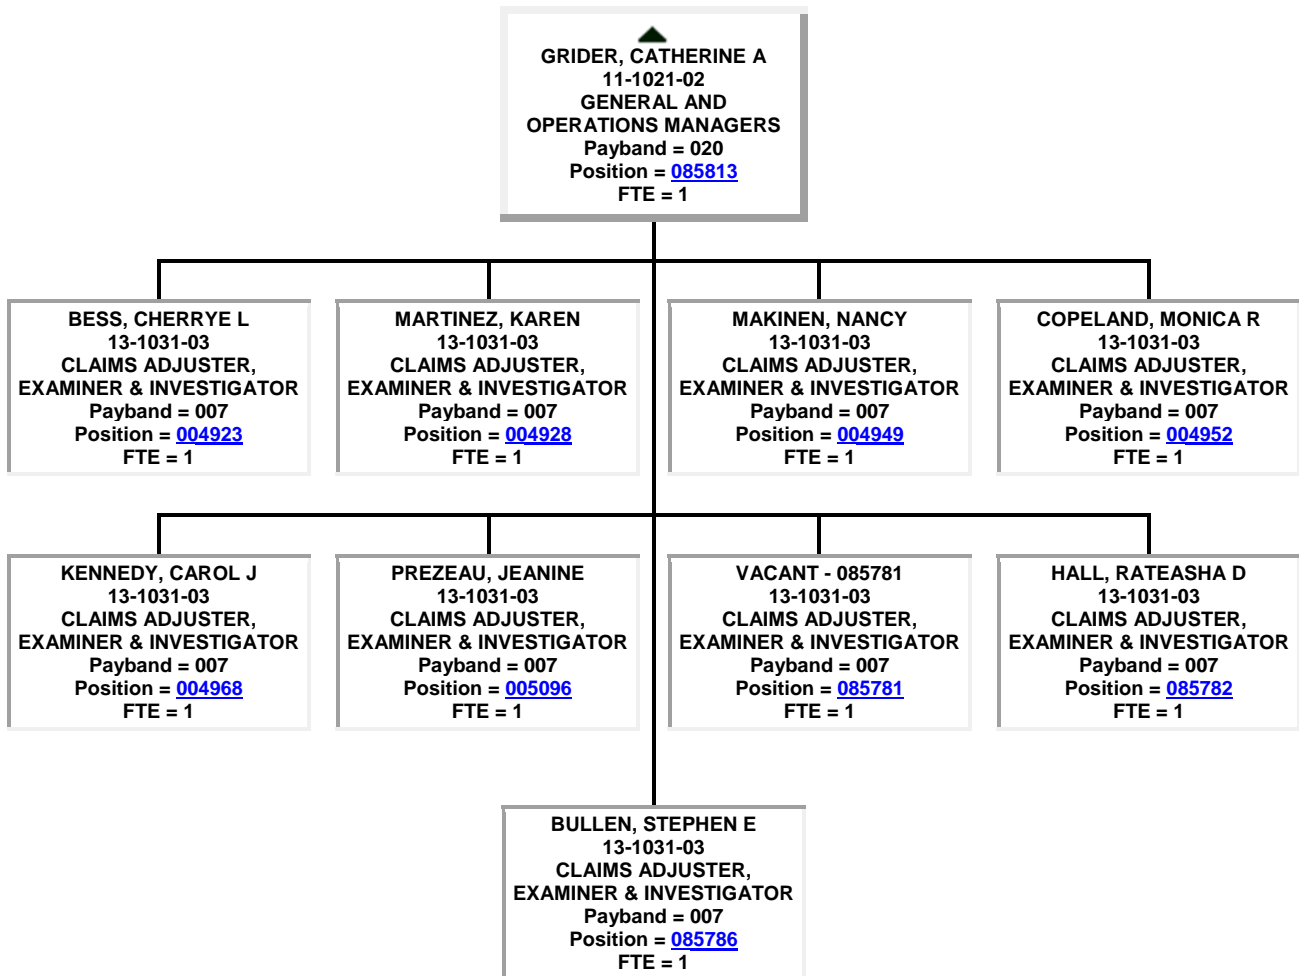 GRIDER, CATHERINE A
11-1021-02
GENERAL AND
OPERATIONS MANAGERS
Payband = 020
Position = 085813
FTE = 1
BESS, CHERRYE L
13-1031-03
CLAIMS ADJUSTER,
EXAMINER & INVESTIGATOR
Payband = 007
Position = 004923
FTE = 1
MARTINEZ, KAREN
13-1031-03
CLAIMS ADJUSTER,
EXAMINER & INVESTIGATOR
Payband = 007
Position = 004928
FTE = 1
MAKINEN, NANCY
13-1031-03
CLAIMS ADJUSTER,
EXAMINER & INVESTIGATOR
Payband = 007
Position = 004949
FTE = 1
COPELAND, MONICA R
13-1031-03
CLAIMS ADJUSTER,
EXAMINER & INVESTIGATOR
Payband = 007
Position = 004952
FTE = 1
KENNEDY, CAROL J
13-1031-03
CLAIMS ADJUSTER,
EXAMINER & INVESTIGATOR
Payband = 007
Position = 004968
FTE = 1
PREZEAU, JEANINE
13-1031-03
CLAIMS ADJUSTER,
EXAMINER & INVESTIGATOR
Payband = 007
Position = 005096
FTE = 1
VACANT - 085781
13-1031-03
CLAIMS ADJUSTER,
EXAMINER & INVESTIGATOR
Payband = 007
Position = 085781
FTE = 1
HALL, RATEASHA D
13-1031-03
CLAIMS ADJUSTER,
EXAMINER & INVESTIGATOR
Payband = 007
Position = 085782
FTE = 1
BULLEN, STEPHEN E
13-1031-03
CLAIMS ADJUSTER,
EXAMINER & INVESTIGATOR
Payband = 007
Position = 085786
FTE = 1